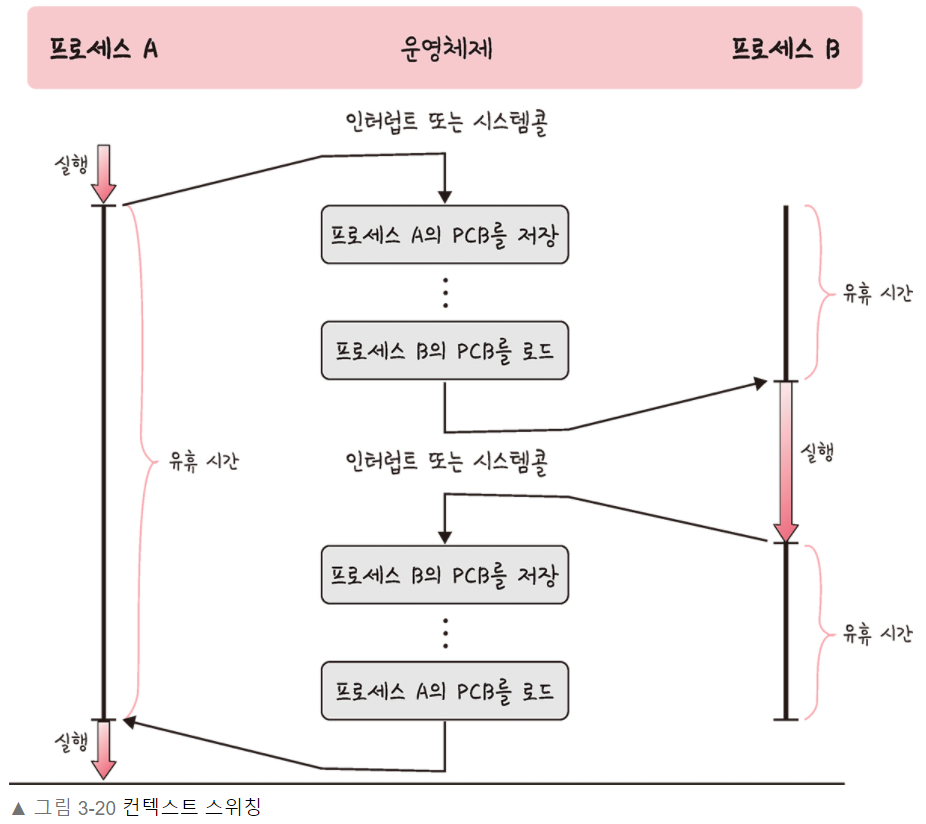 프로세스 A 운영체제 프로세스 B
인터럽트 또는 시스템콜
실행
프로세스 A의 PCB를 저장
유휴 시간
프로세스 B의 PCB를 로드
실행
유휴 시간
인터럽트 또는 시스템콜
프로세스 B의 PCB를 저장
유휴 시간
프로세스 A의 PCB를 로드
실행
▲ 그림 3-20 컨텍스트 스위칭